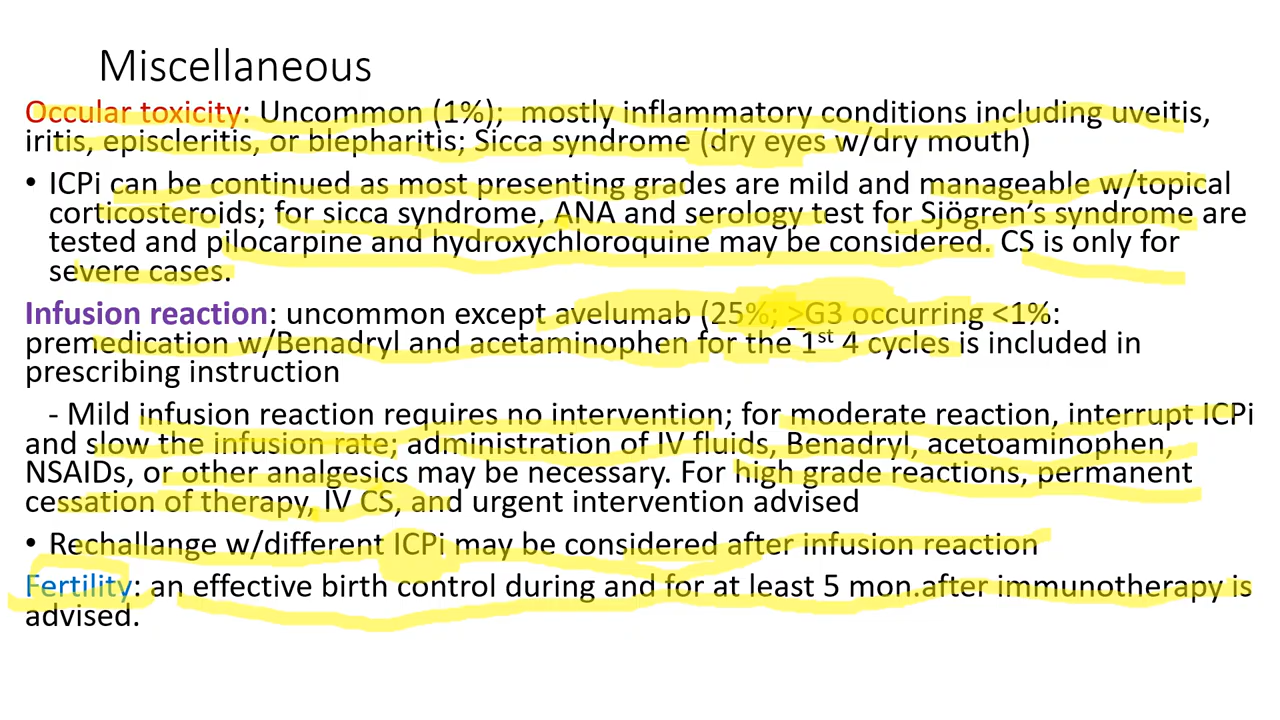 Miscellaneous
Occular toxicity: Uncommon (1%);  mostly inflammatory conditions including uveitis,
iritis, episcleritis, or blepharitis; Sicca syndrome (dry eyes w/dry mouth)
• ICPi can be continued as most presenting grades are mild and manageable w/topical
corticosteroids; for sicca syndrome, ANA and serology test for Sjögren’s syndrome are
tested and pilocarpine and hydroxychloroquine may be considered. CS is only for
severe cases.
Infusion reaction: uncommon except avelumab (25%; >G3 occurring <1%:
premedication w/Benadryl and acetaminophen for the 1st 4 cycles is included in
prescribing instruction
- Mild infusion reaction requires no intervention; for moderate reaction, interrupt ICPi
and slow the infusion rate; administration of IV fluids, Benadryl, acetoaminophen,
NSAIDs, or other analgesics may be necessary. For high grade reactions, permanent
cessation of therapy, IV CS, and urgent intervention advised
• Rechallange w/different ICPi may be considered after infusion reaction
Fertility: an effective birth control during and for at least 5 mon.after immunotherapy is
advised.